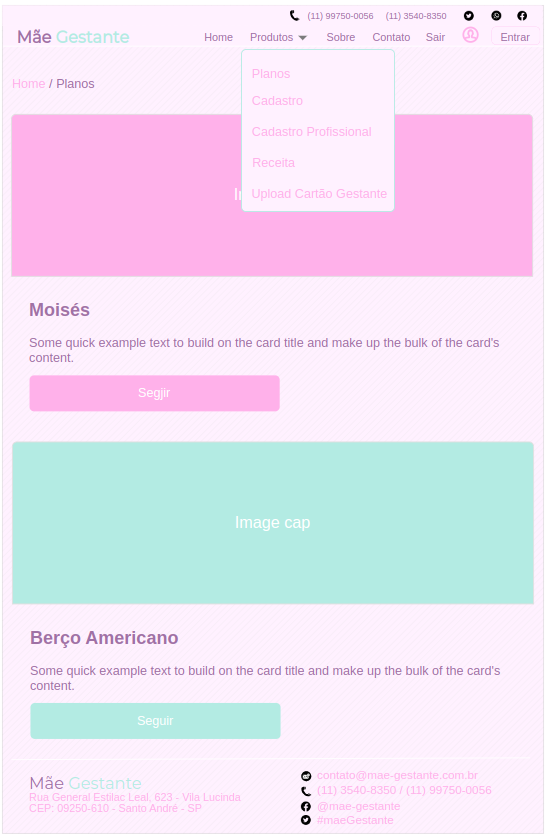 (11) 99750-0056 (11) 3540-8350
Mãe Gestante
Home Produtos Sobre Contato Sair Entrar
Home / Planos
Planos
Cadastro
Cadastro Profissional
Receita
Upload Cartão Gestante
Moisés
Some quick example text to build on the card title and make up the bulk of the card's
content.
Segjir
Image cap
Berço Americano
Some quick example text to build on the card title and make up the bulk of the card's
content.
Seguir
Mãe Gestante
Rua General Estilac Leal, 623 - Vila Lucinda
CEP: 09250-610 - Santo André - SP
contato@mae-gestante.com.br
(11) 3540-8350 / (11) 99750-0056
@mae-gestante
#maeGestante